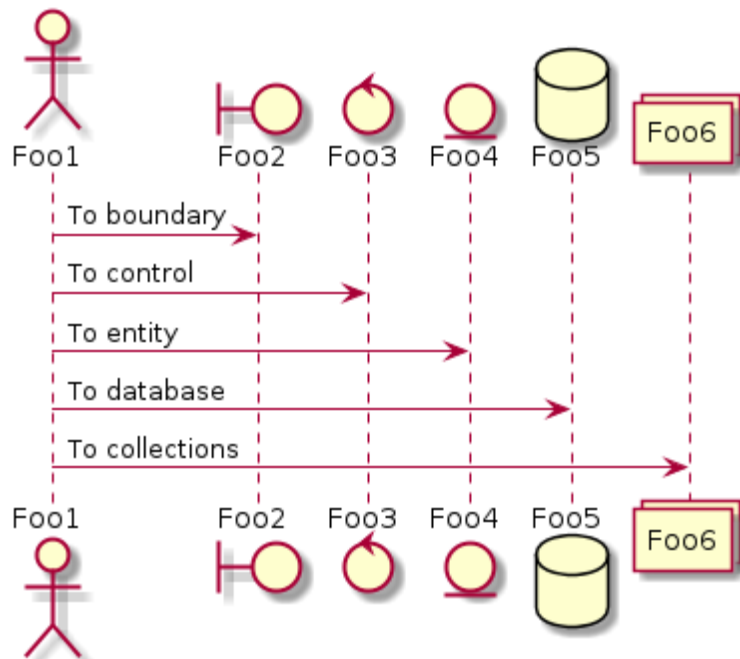 Foo1 Foo2 Foo3 Foo4 Foo5 Foo6
To boundary
To control
To entity
To database
To collections
Foo1 Foo2 Foo3 Foo4 Foo5 Foo6